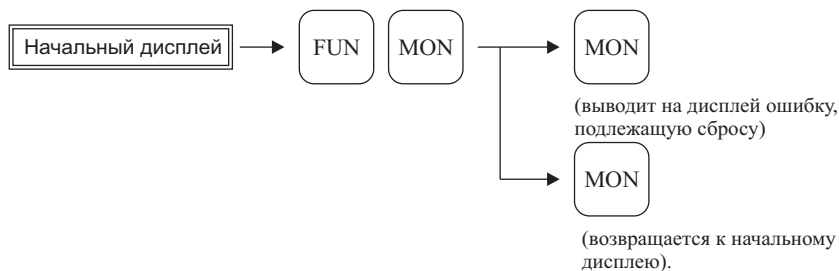 Начальный дисплей
FUN
MON
MON
(выводит на дисплей ошибку,
подлежащую сбросу)
MON
(возвращается к начальному
дисплею).